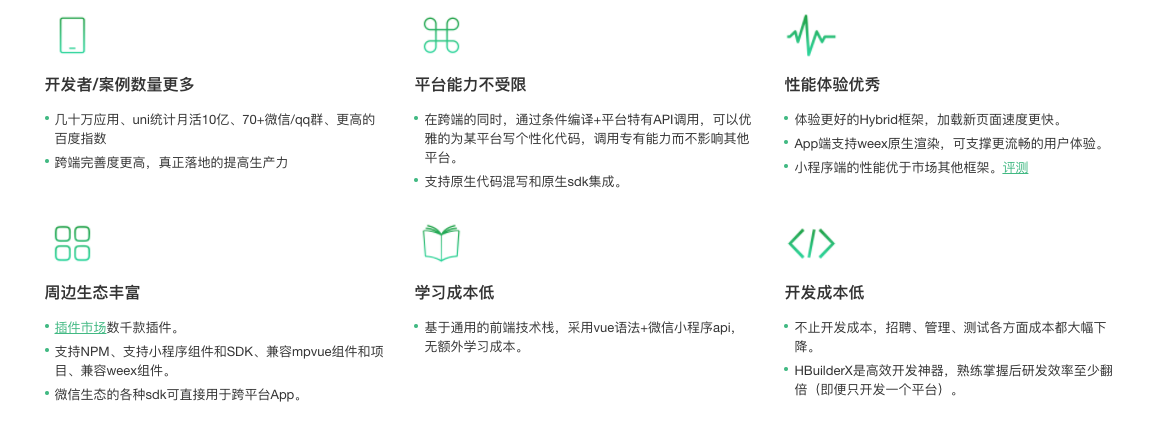 开发者/案例数量更多
几十万应用、uni统计月活10亿、70+微信/qq群、更高的
百度指数
跨端完善度更高，真正落地的提高生产力
平台能力不受限
在跨端的同时，通过条件编译+平台特有API调用，可以优
雅的为某平台写个性化代码，调用专有能力而不影响其他
平台。
支持原生代码混写和原生sdk集成。
性能体验优秀
体验更好的Hybrid框架，加载新页面速度更快。
App端支持weex原生渲染，可支撑更流畅的用户体验。
小程序端的性能优于市场其他框架。评测
周边生态丰富
插件市场数千款插件。
支持NPM、支持小程序组件和SDK、兼容mpvue组件和项
目、兼容weex组件。
微信生态的各种sdk可直接用于跨平台App。
学习成本低
基于通用的前端技术栈，采用vue语法+微信小程序api，
无额外学习成本。
开发成本低
不止开发成本，招聘、管理、测试各方面成本都大幅下
降。
HBuilderX是高效开发神器，熟练掌握后研发效率至少翻
倍（即便只开发一个平台）。